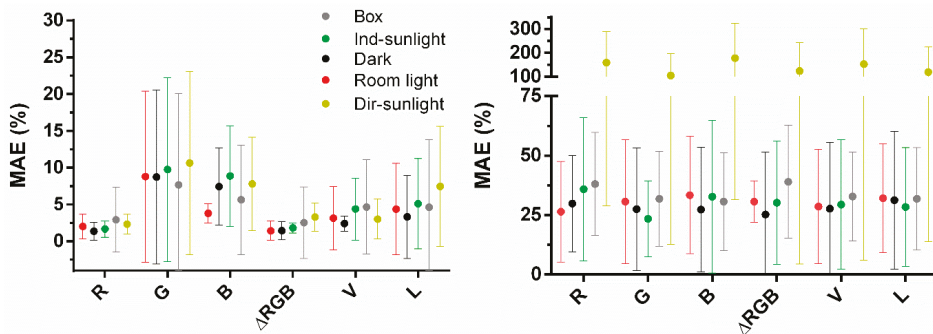 MAE (%)
30
25
20
15
10
5
0
Box
Ind-sunlight
Dark
Room light
Dir-sunlight
R
G
B
ΔRGB
V
L
MAE (%)
300
200
100
75
50
25
0
R
G
B
ΔRGB
V
L